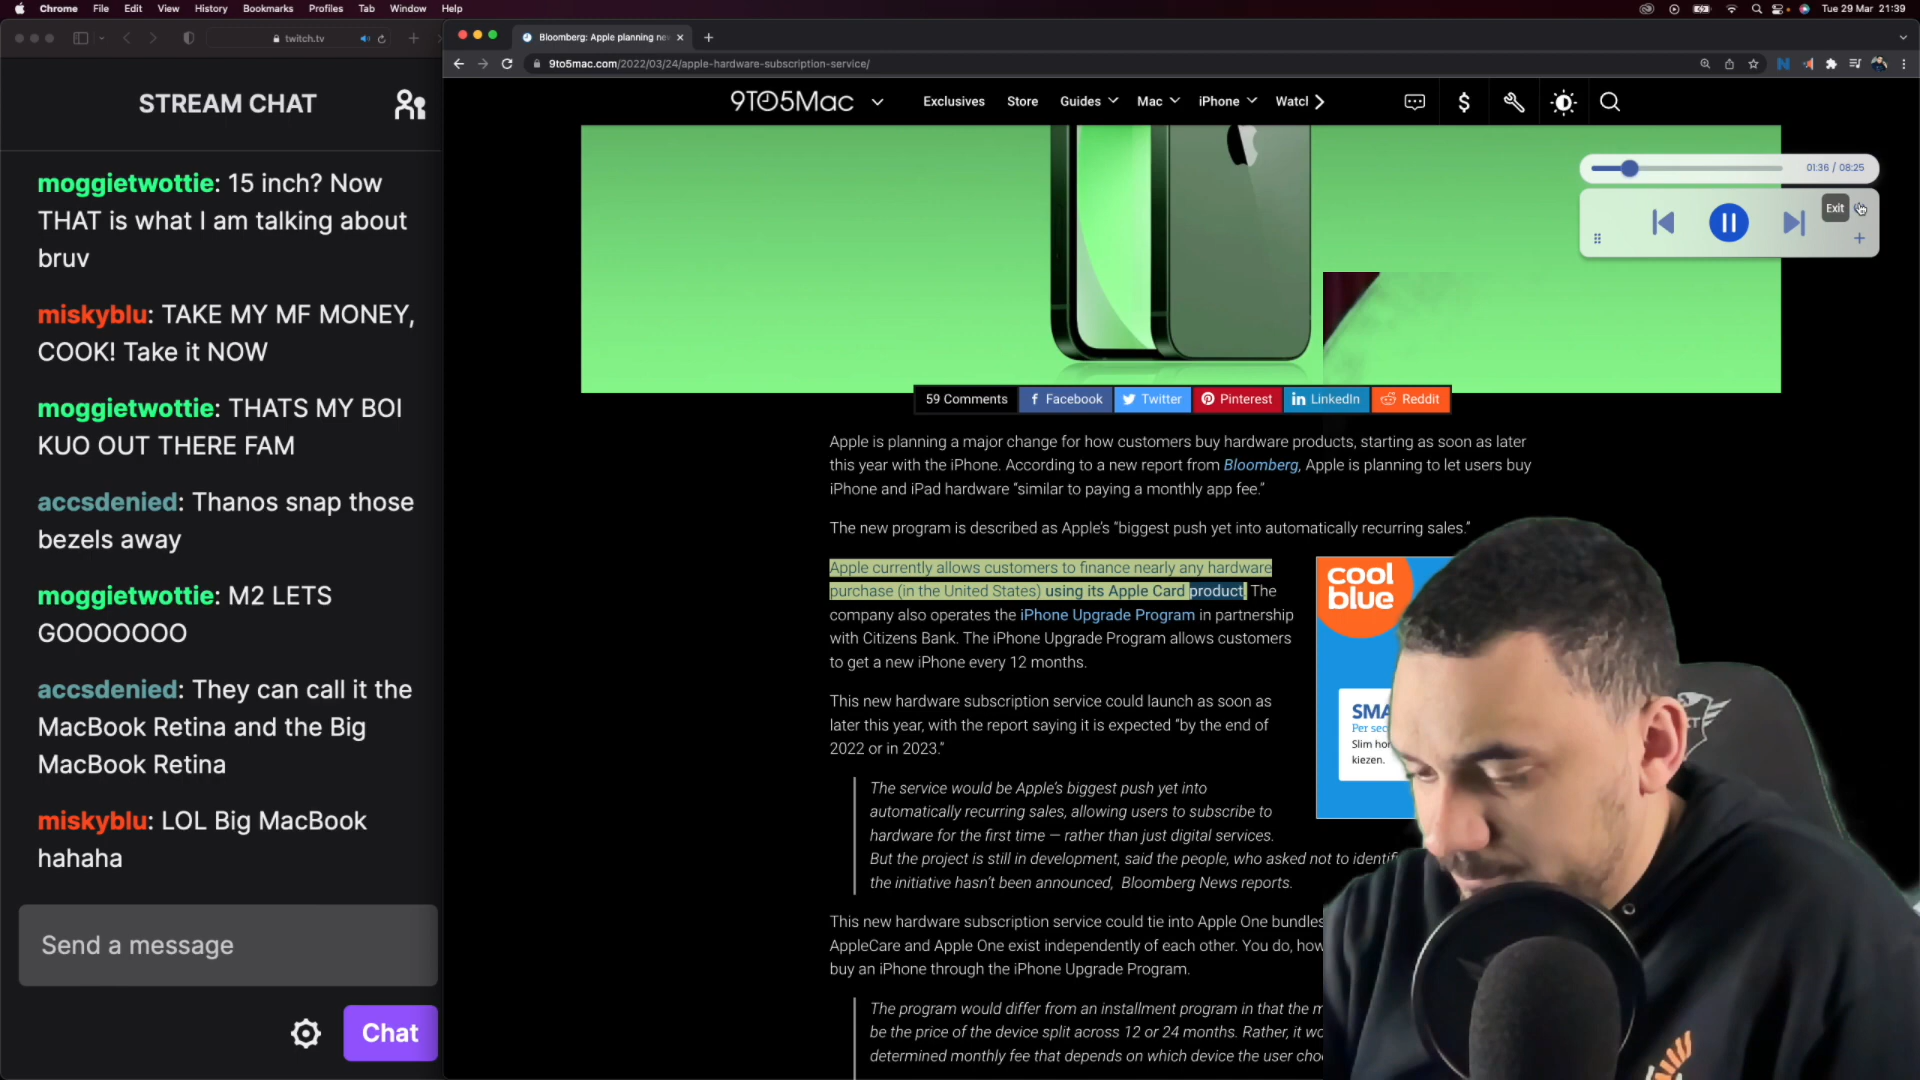 Chrome File Edit View History Bookmarks Profiles Tab Window Help
Tue 29 Mar 21:39
twitch.tv
Bloomberg: Apple planning ne
9to5mac.com/2022/03/24/apple-hardware-subscription-service/
STREAM CHAT
moggietwottie: 15 inch? Now
THAT is what I am talking about
bruv
miskyblu: TAKE MY MF MONEY,
COOK! Take it NOW
moggietwottie: THATS MY BOI
KUO OUT THERE FAM
accsdenied: Thanos snap those
bezels away
moggietwottie: M2 LETS
GOOOOOOO
accsdenied: They can call it the
MacBook Retina and the Big
MacBook Retina
miskyblu: LOL Big MacBook
hahaha
Send a message
Chat
9TO5Mac
Exclusives Store Guides Mac iPhone Watcl
01:36 / 08:25
Exit
59 Comments Facebook Twitter Pinterest LinkedIn Reddit
Apple is planning a major change for how customers buy hardware products, starting as soon as later
this year with the iPhone. According to a new report from Bloomberg, Apple is planning to let users buy
iPhone and iPad hardware “similar to paying a monthly app fee.”
The new program is described as Apple’s “biggest push yet into automatically recurring sales.”
Apple currently allows customers to finance nearly any hardware
purchase (in the United States) using its Apple Card product. The
company also operates the iPhone Upgrade Program in partnership
with Citizens Bank. The iPhone Upgrade Program allows customers
to get a new iPhone every 12 months.
This new hardware subscription service could launch as soon as
later this year, with the report saying it is expected “by the end of
2022 or in 2023.”
The service would be Apple’s biggest push yet into
automatically recurring sales, allowing users to subscribe to
hardware for the first time — rather than just digital services.
But the project is still in development, said the people, who asked not to identif
the initiative hasn’t been announced, Bloomberg News reports.
This new hardware subscription service could tie into Apple One bundles
AppleCare and Apple One exist independently of each other. You do, how
buy an iPhone through the iPhone Upgrade Program.
The program would differ from an installment program in that the m
be the price of the device split across 12 or 24 months. Rather, it wo
determined monthly fee that depends on which device the user cho
cool
blue
SMA
Per sec
Slim hor
kiezen.